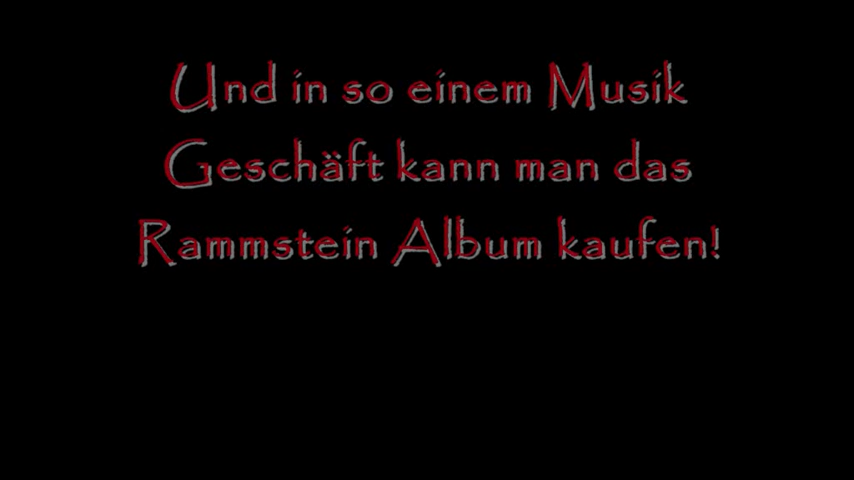 Und in so einem Musik
Geschäft kann man das
Rammstein Album kaufen!